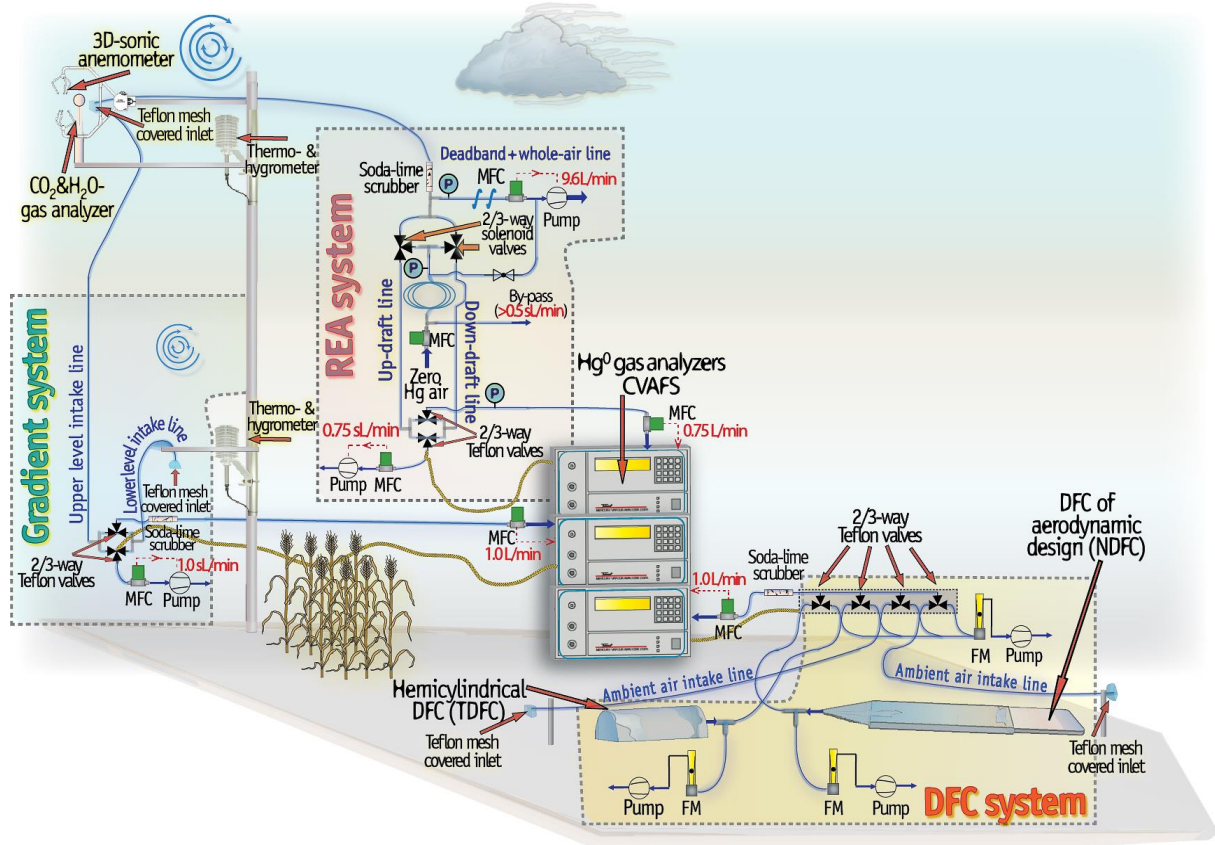 3D-sonic
anemometer
Teflon mesh
covered inlet
Thermo- &
hygrometer
CO₂&H₂O-
gas analyzer
Deadband + whole-air line
Soda-lime
scrubber
P
MFC
9.6L/min
Pump
2/3-way
solenoid
valves
P
REA system
Up-draft line
Down-draft line
By-pass
(>0.5 sL/min)
MFC
Zero
Hg air
P
Hg⁰ gas analyzers
CVAFS
MFC
0.75 L/min
0.75 sL/min
2/3-way
Teflon valves
Pump
MFC
Gradient system
Upper level intake line
Lower level intake line
Thermo- &
hygrometer
Teflon mesh
covered inlet
Soda-lime
scrubber
2/3-way
Teflon valves
1.0 sL/min
MFC
Pump
MFC
1.0 L/min
1.0 L/min
MFC
Soda-lime
scrubber
2/3-way
Teflon valves
DFC of
aerodynamic
design (NDFC)
FM
Pump
Ambient air intake line
Ambient air intake line
Hemicylindrical
DFC (TDFC)
Teflon mesh
covered inlet
Teflon mesh
covered inlet
Pump
FM
FM
Pump
DFC system